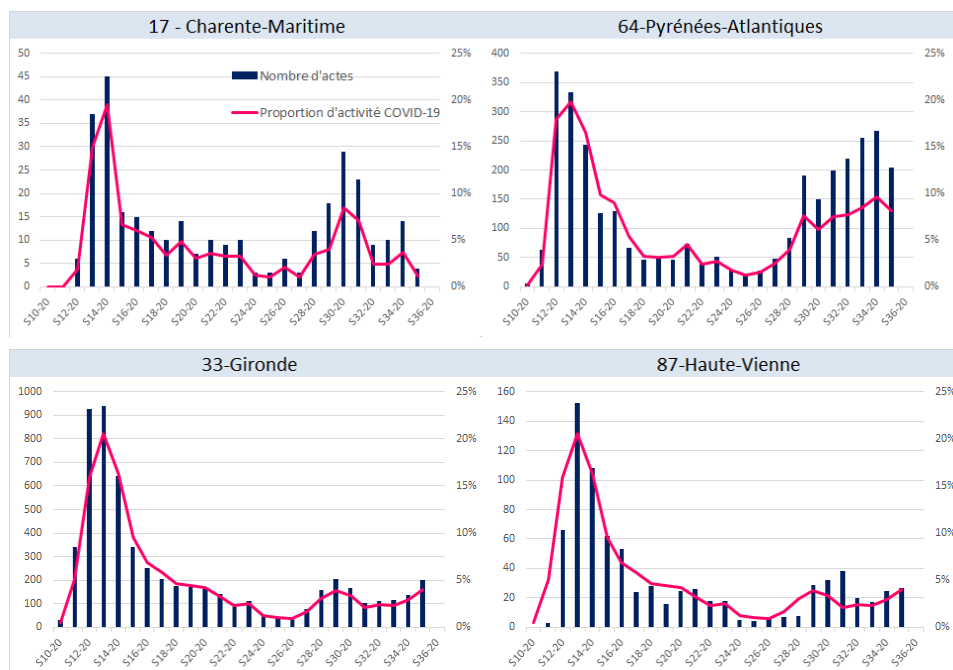 17 - Charente-Maritime
50
45
40
35
30
25
20
15
10
5
0
25%
20%
15%
10%
5%
0%
Nombre d'actes
Proportion d'activité COVID-19
S10-20
S12-20
S14-20
S16-20
S18-20
S20-20
S22-20
S24-20
S26-20
S28-20
S30-20
S32-20
S34-20
S36-20
64-Pyrénées-Atlantiques
400
350
300
250
200
150
100
50
0
25%
20%
15%
10%
5%
0%
S10-20
S12-20
S14-20
S16-20
S18-20
S20-20
S22-20
S24-20
S26-20
S28-20
S30-20
S32-20
S34-20
S36-20
33-Gironde
1000
900
800
700
600
500
400
300
200
100
0
25%
20%
15%
10%
5%
0%
S10-20
S12-20
S14-20
S16-20
S18-20
S20-20
S22-20
S24-20
S26-20
S28-20
S30-20
S32-20
S34-20
S36-20
87-Haute-Vienne
160
140
120
100
80
60
40
20
0
25%
20%
15%
10%
5%
0%
S10-20
S12-20
S14-20
S16-20
S18-20
S20-20
S22-20
S24-20
S26-20
S28-20
S30-20
S32-20
S34-20
S36-20